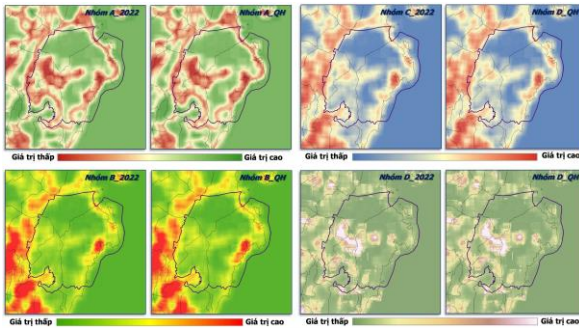 Nhóm A_2022
Nhóm A_QH
Nhóm C_2022
Nhóm D_QH
Giá trị thấp
Giá trị cao
Giá trị thấp
Giá trị cao
Nhóm B_2022
Nhóm B_QH
Nhóm D_2022
Nhóm D_QH
Giá trị thấp
Giá trị cao
Giá trị thấp
Giá trị cao